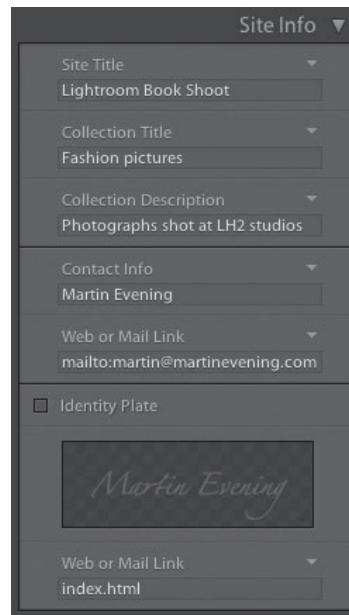 Site Info
Site Title
Lightroom Book Shoot
Collection Title
Fashion pictures
Collection Description
Photographs shot at LH2 studios
Contact Info
Martin Evening
Web or Mail Link
mailto:martin@martinevening.com
Identity Plate
Martin Evening
Web or Mail Link
index.html